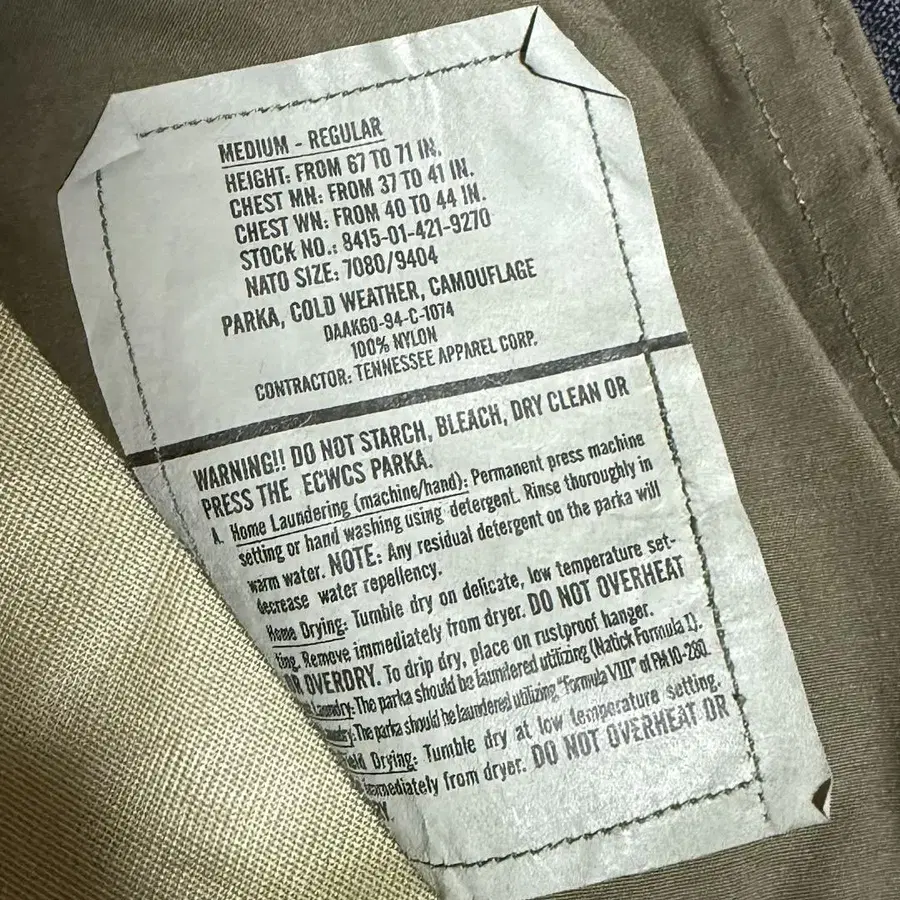 MEDIUM - REGULAR
HEIGHT: FROM 67 TO 71 IN.
CHEST MN: FROM 37 TO 41 IN.
CHEST WN: FROM 40 TO 44 IN.
STOCK NO.: 8415-01-421-9270
NATO SIZE: 7080/9404
PARKA, COLD WEATHER, CAMOUFLAGE
DAAK60-94-C-1074
100% NYLON
CONTRACTOR: TENNESSEE APPAREL CORP.
WARNING!! DO NOT STARCH, BLEACH, DRY CLEAN OR
PRESS THE ECWCS PARKA.
A. Home Laundering (machine/hand): Permanent press machine
setting or hand washing using detergent. Rinse thoroughly in
warm water. NOTE: Any residual detergent on the parka will
decrease water repellency.
Home Drying: Tumble dry on delicate, low temperature set-
ting. Remove immediately from dryer. DO NOT OVERHEAT
OR OVERDRY. To drip dry, place on rustproof hanger.
Laundry: The parka should be laundered utilizing (Natick Formula 1).
The parka should be laundered utilizing "Formula VIII" of FM 10-280.
Drying: Tumble dry at low temperature setting.
immediately from dryer. DO NOT OVERHEAT OR